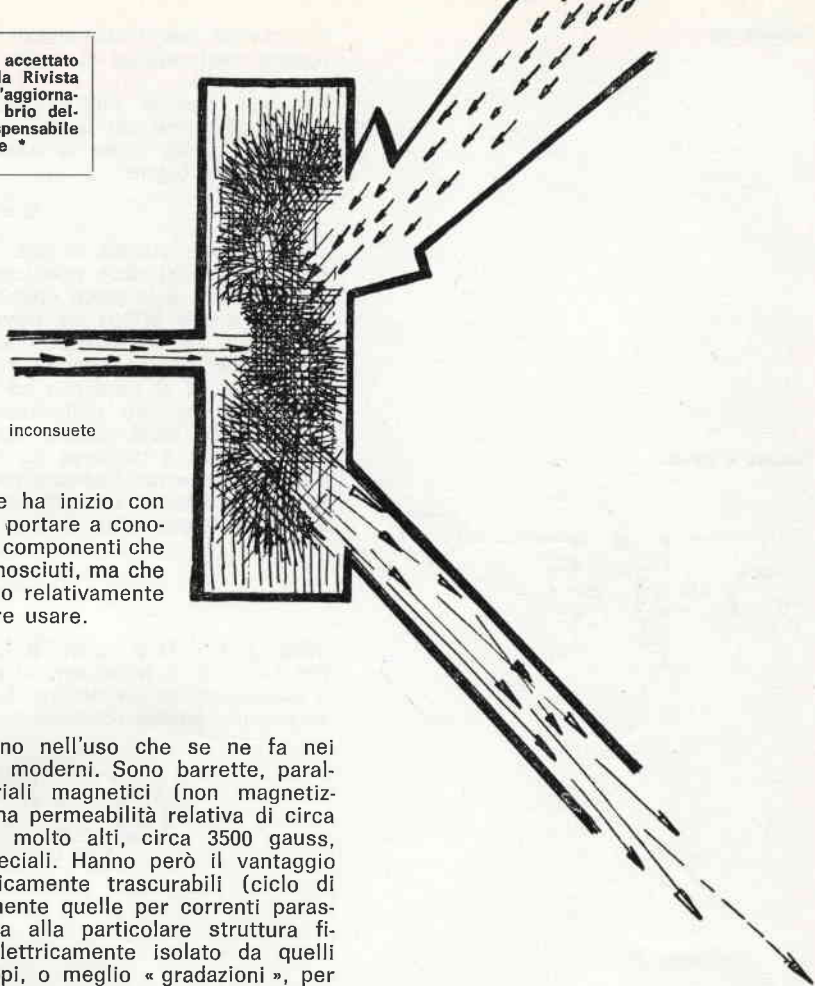 accettato
la Rivista
l'aggiorna-
brio del-
spensabile
e *
inconsuete
e ha inizio con
portare a cono-
componenti che
nosciuti, ma che
o relativamente
re usare.
no nell'uso che se ne fa nei
moderni. Sono barrette, paral-
riali magnetici (non magnetiz-
na permeabilità relativa di circa
molto alti, circa 3500 gauss,
eciali. Hanno però il vantaggio
icamente trascurabili (ciclo di
nente quelle per correnti paras-
a alla particolare struttura fi-
lettricamente isolato da quelli
pi, o meglio « gradazioni », per